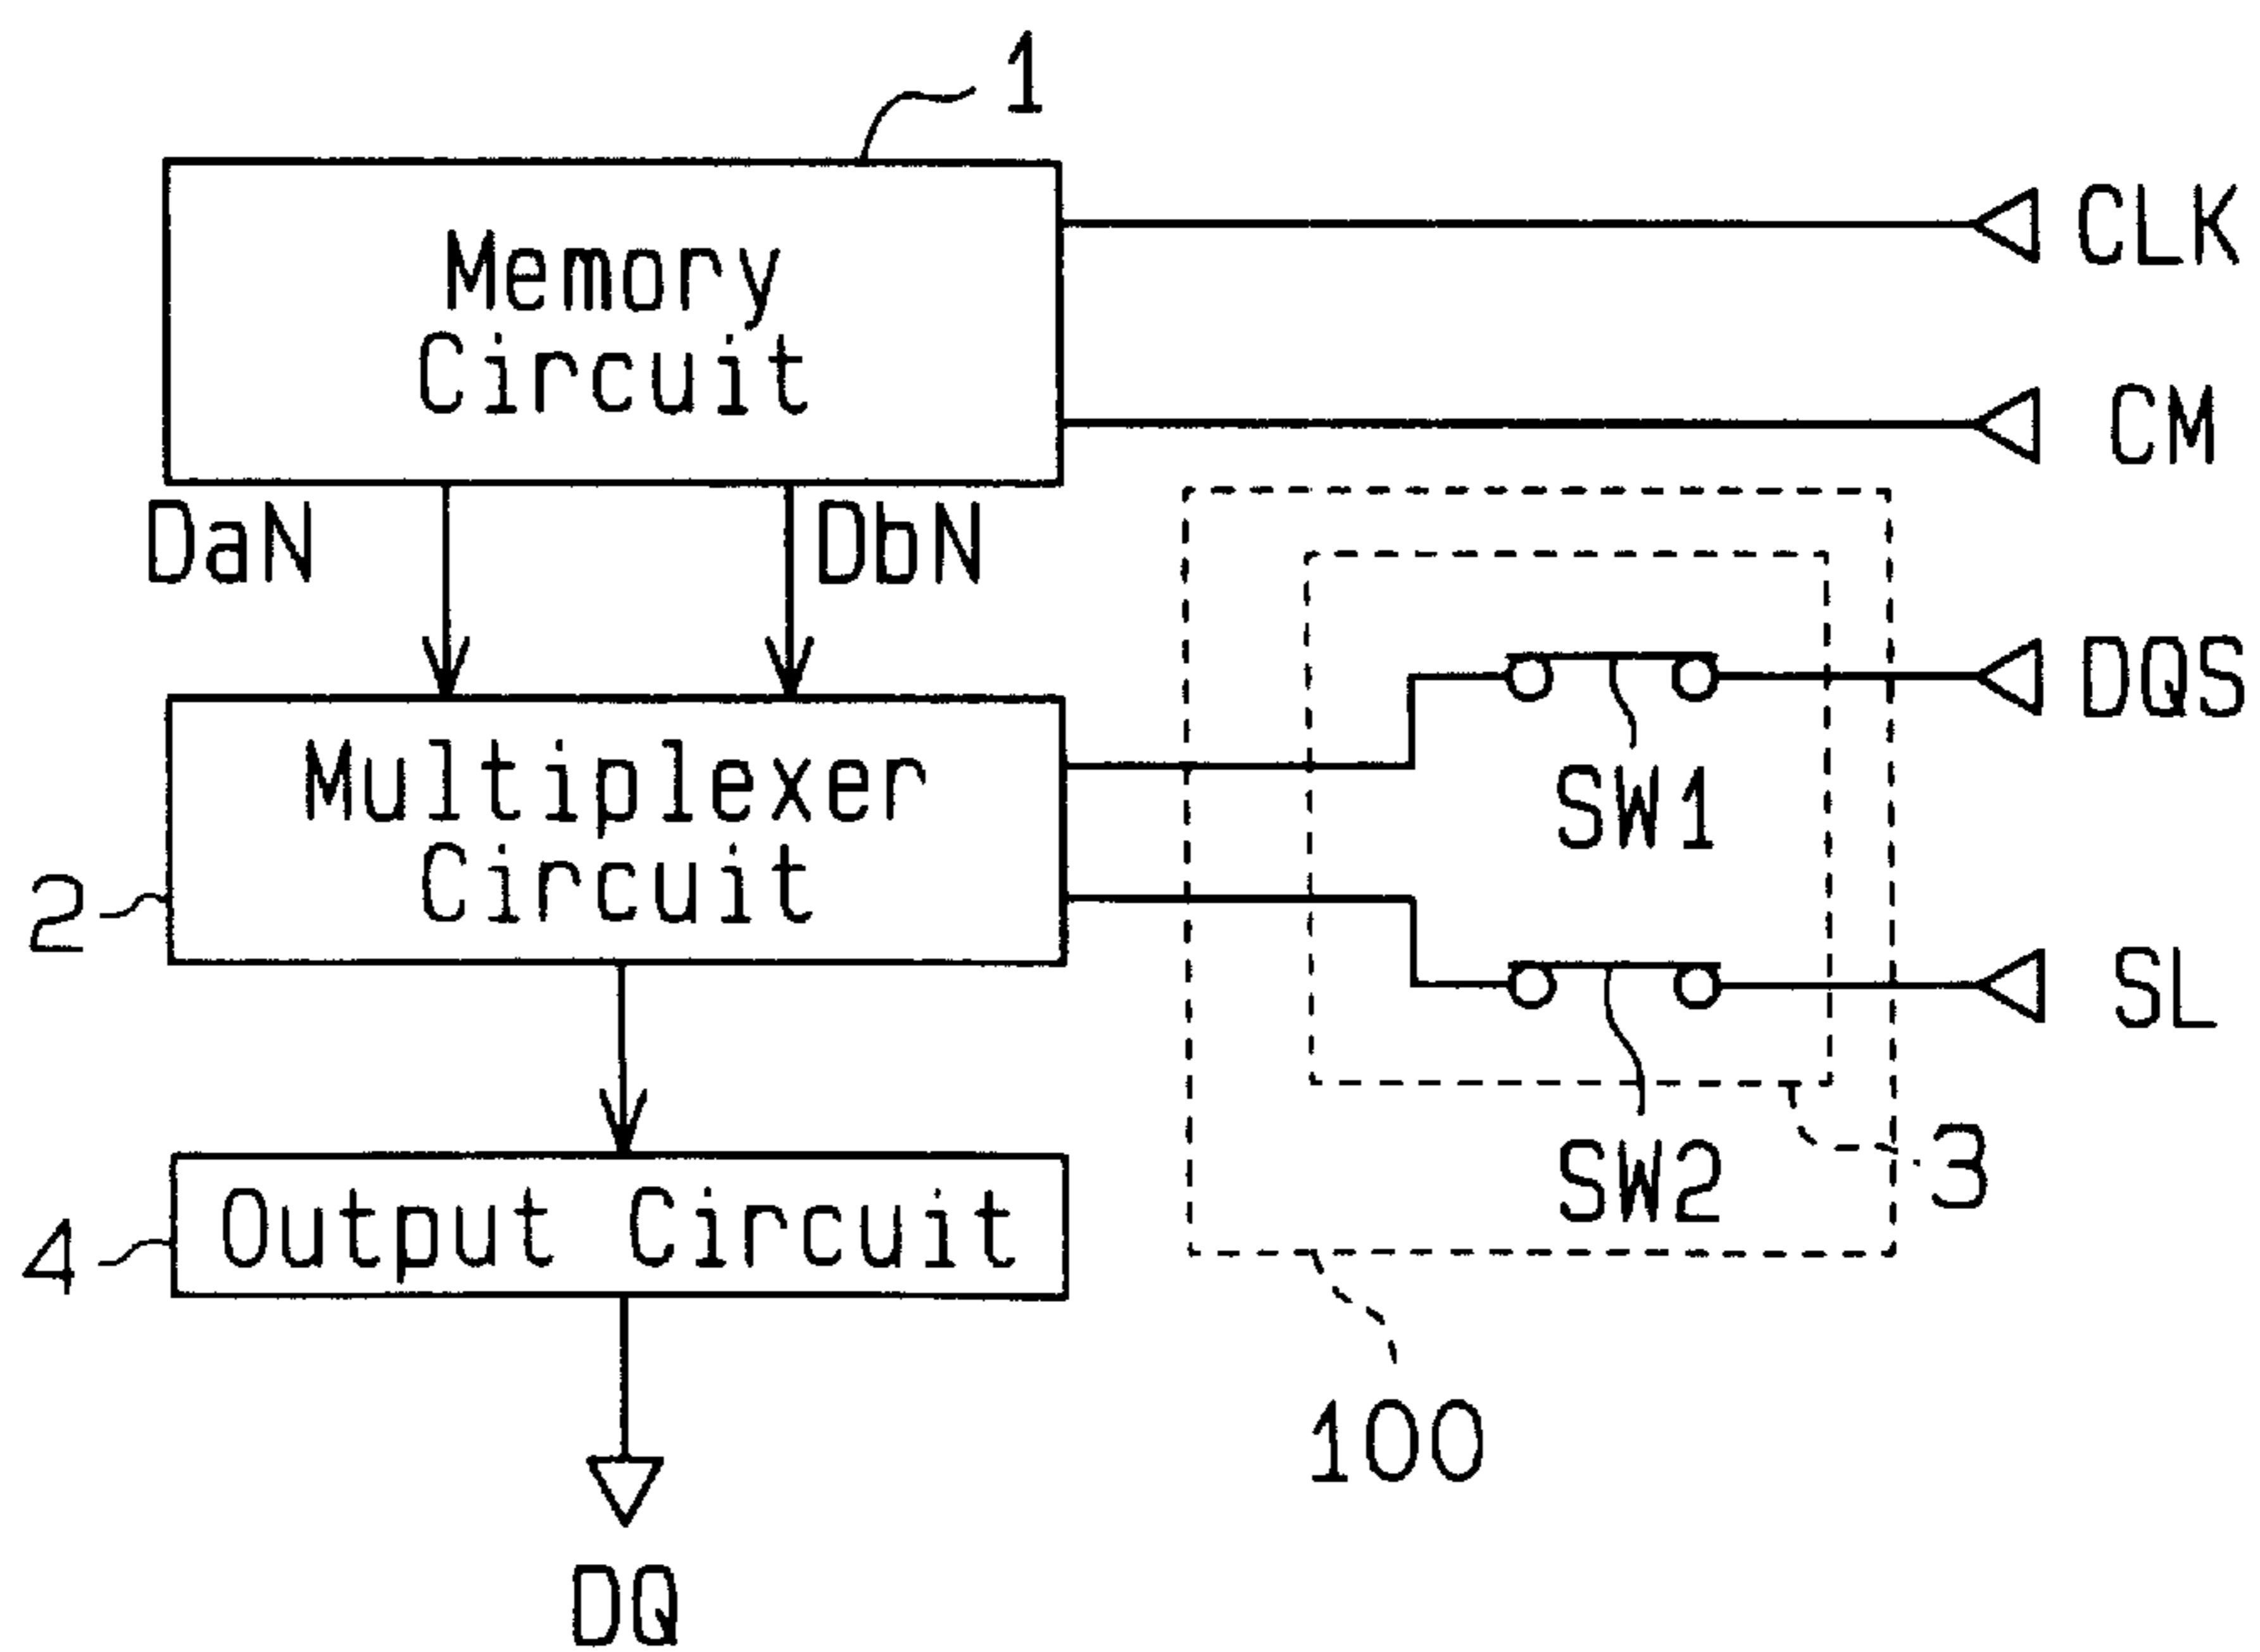 1
Memory
Circuit
CLK
CM
DaN
DbN
DQS
Multiplexer
Circuit
SW1
2
SL
SW2
3
Output Circuit
4
100
DQ